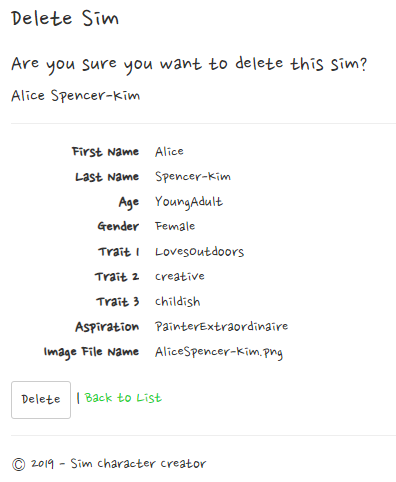 Delete Sim
Are you sure you want to delete this sim?
Alice Spencer-Kim
First Name Alice
Last Name Spencer-Kim
Age YoungAdult
Gender Female
Trait 1 LovesOutdoors
Trait 2 Creative
Trait 3 Childish
Aspiration PainterExtraordinaire
Image File Name AliceSpencer-Kim.png
Delete | Back to List
© 2019 - Sim Character Creator